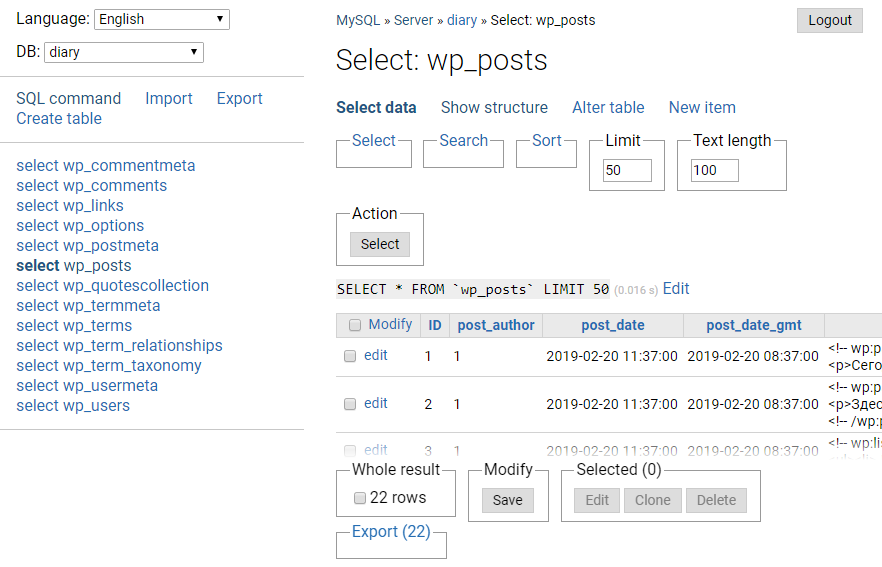 Language: English
DB: diary
SQL command Import Export
Create table
select wp_commentmeta
select wp_comments
select wp_links
select wp_options
select wp_postmeta
select wp_posts
select wp_quotescollection
select wp_termmeta
select wp_terms
select wp_term_relationships
select wp_term_taxonomy
select wp_usermeta
select wp_users
MySQL » Server » diary » Select: wp_posts
Logout
Select: wp_posts
Select data Show structure Alter table New item
Select Search Sort Limit Text length
50 100
Action
Select
SELECT * FROM `wp_posts` LIMIT 50 (0.016 s) Edit
Modify ID post_author post_date post_date_gmt
edit 1 1 2019-02-20 11:37:00 2019-02-20 08:37:00 <!-- wp:p
<p>Сего
edit 2 1 2019-02-20 11:37:00 2019-02-20 08:37:00 <!-- wp:p
<p>Здес
<!-- /wp:p
edit 3 1 2019-02-20 11:37:00 2019-02-20 08:37:00 <!-- wp:lis
Whole result Modify Selected (0)
22 rows Save Edit Clone Delete
Export (22)